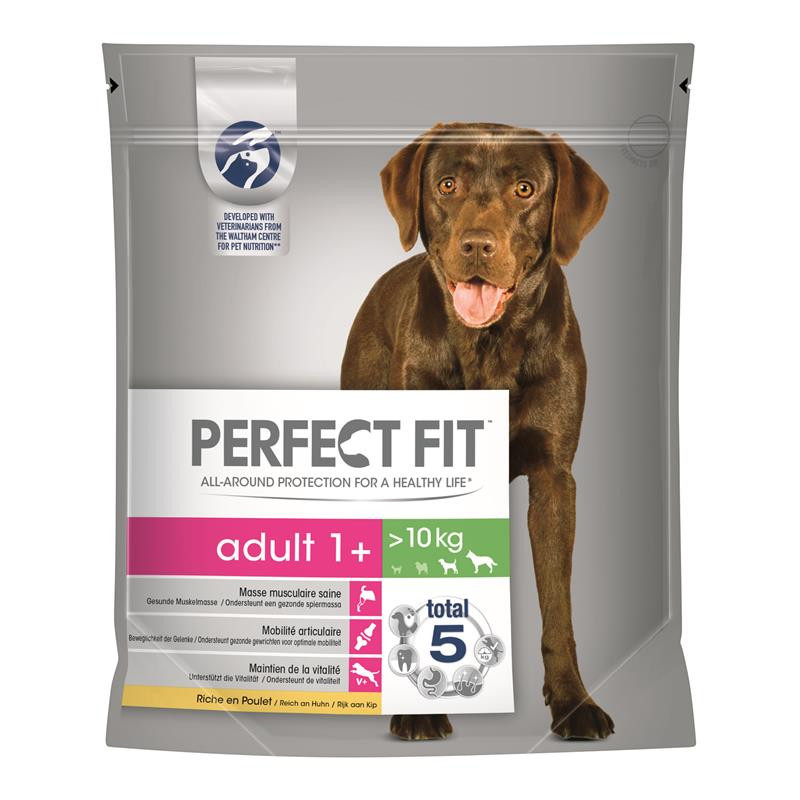 DEVELOPED WITH
VETERINARIANS FROM
THE WALTHAM CENTRE
FOR PET NUTRITION**
PERFECT FIT™
ALL-AROUND PROTECTION FOR A HEALTHY LIFE*
adult 1+
>10kg
Masse musculaire saine
Gesunde Muskelmasse / Ondersteunt een gezonde spiermassa
Mobilité articulaire
Beweglichkeit der Gelenke / Ondersteunt gezonde gewrichten voor optimale mobiliteit
Maintien de la vitalité
Unterstützt die Vitalität / Ondersteunt de vitaliteit
V+
total
5
kg
Riche en Poulet / Reich an Huhn / Rijk aan Kip